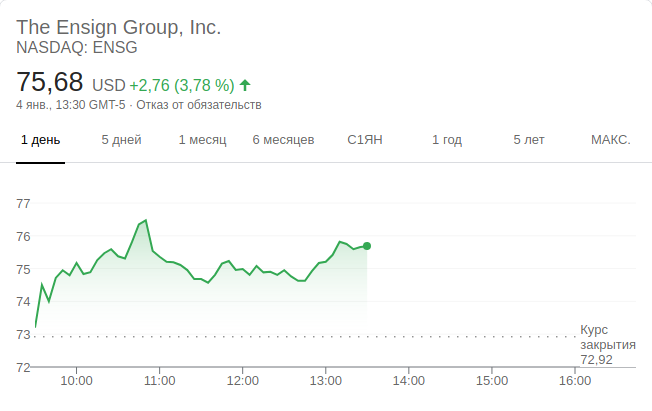 The Ensign Group, Inc.
NASDAQ: ENSG
75,68 USD +2,76 (3,78 %)
4 янв., 13:30 GMT-5 · Отказ от обязательств
1 день 5 дней 1 месяц 6 месяцев С1ЯН 1 год 5 лет МАКС.
77
76
75
74
73
72
Курс
закрытия
72,92
10:00 11:00 12:00 13:00 14:00 15:00 16:00